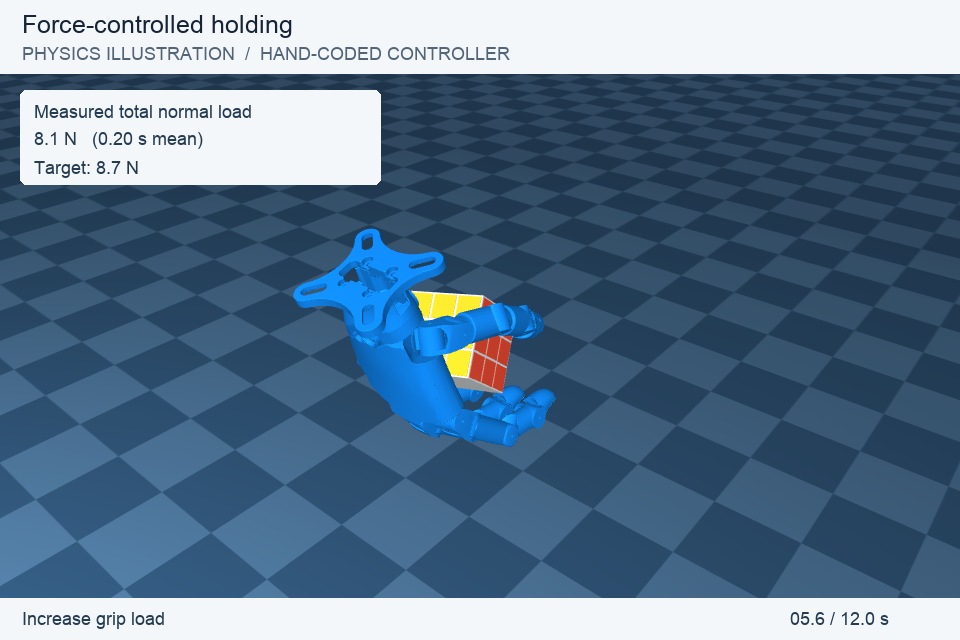 Force-controlled holding
PHYSICS ILLUSTRATION / HAND-CODED CONTROLLER
Measured total normal load
8.1 N (0.20 s mean)
Target: 8.7 N
Increase grip load
05.6 / 12.0 s